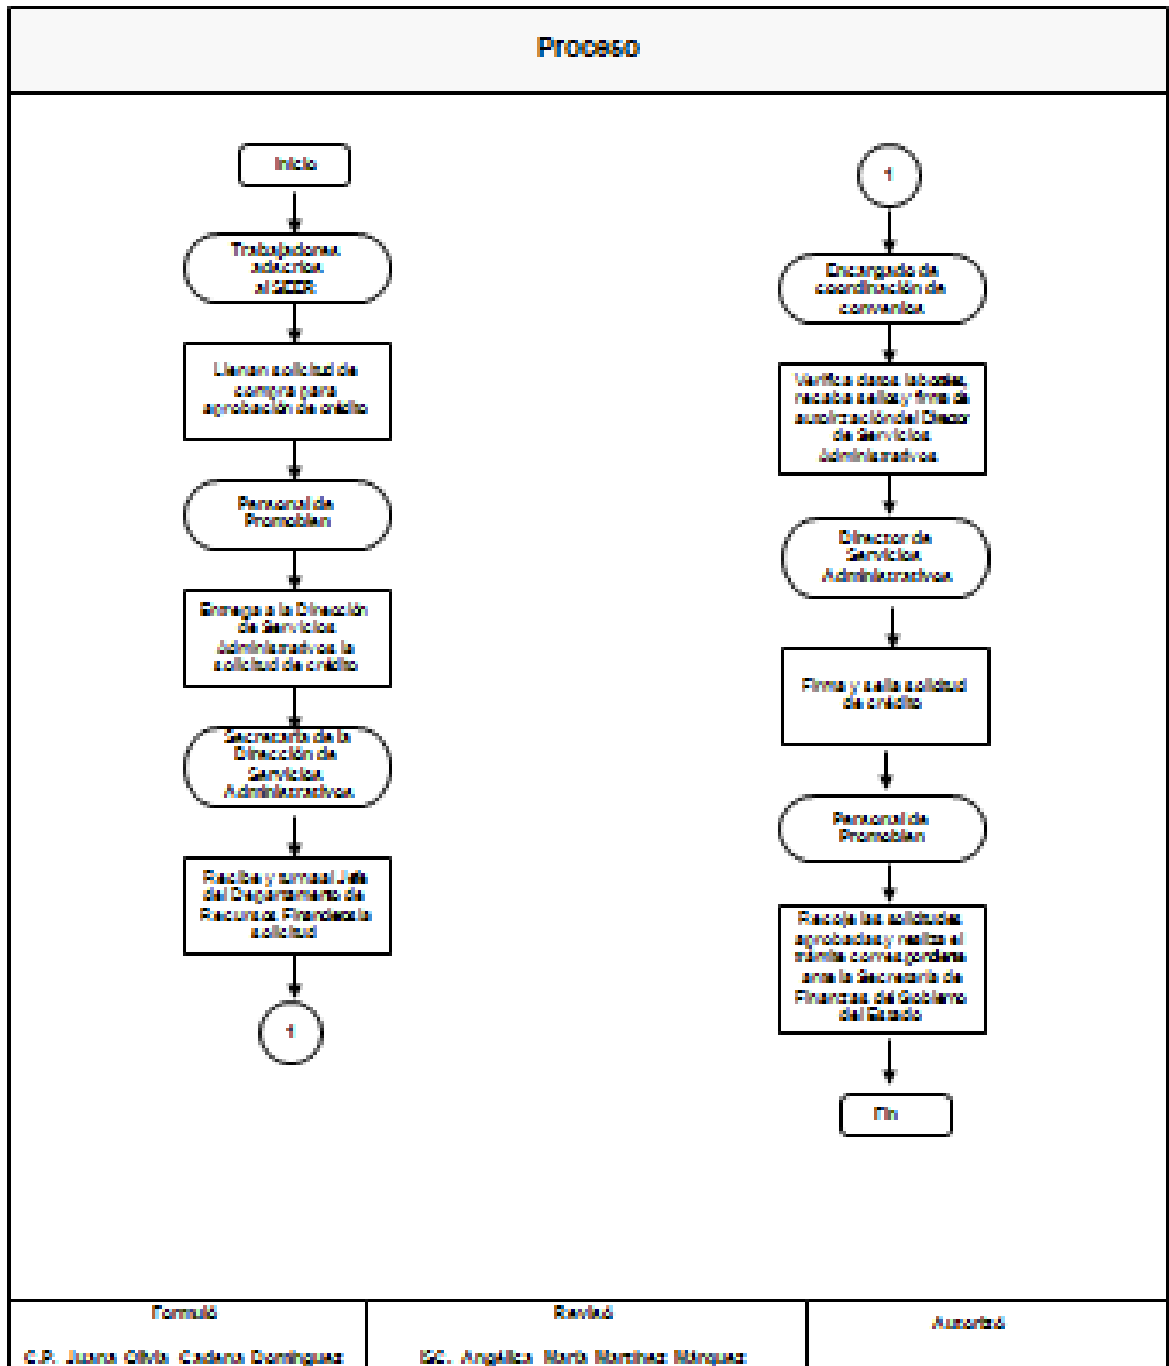 Proceso
Inicio
Trabajadores
adscritos
al SEER
Llenan solicitud de
compra para
aprobación de crédito
Personal de
Promobien
Entrega a la Dirección
de Servicios
Administrativos la
solicitud de crédito
Secretaria de la
Dirección de
Servicios
Administrativos
Recibe y turna al Jefe
del Departamento de
Recursos Financieros la
solicitud
1
1
Encargado de
coordinación de
convenios
Verifica datos laborales,
recaba sellos y firma de
autorización del Director
de Servicios
Administrativos
Director de
Servicios
Administrativos
Firma y sella solicitud
de crédito
Personal de
Promobien
Recoje las solicitudes
aprobadas y realiza el
trámite correspondiente
ante la Secretaría de
Finanzas del Gobierno
del Estado
Fin
Formuló
Revisó
Autorizó
C.P. Juana Olivia Cadena Domínguez
ISC. Angélica María Martínez Márquez